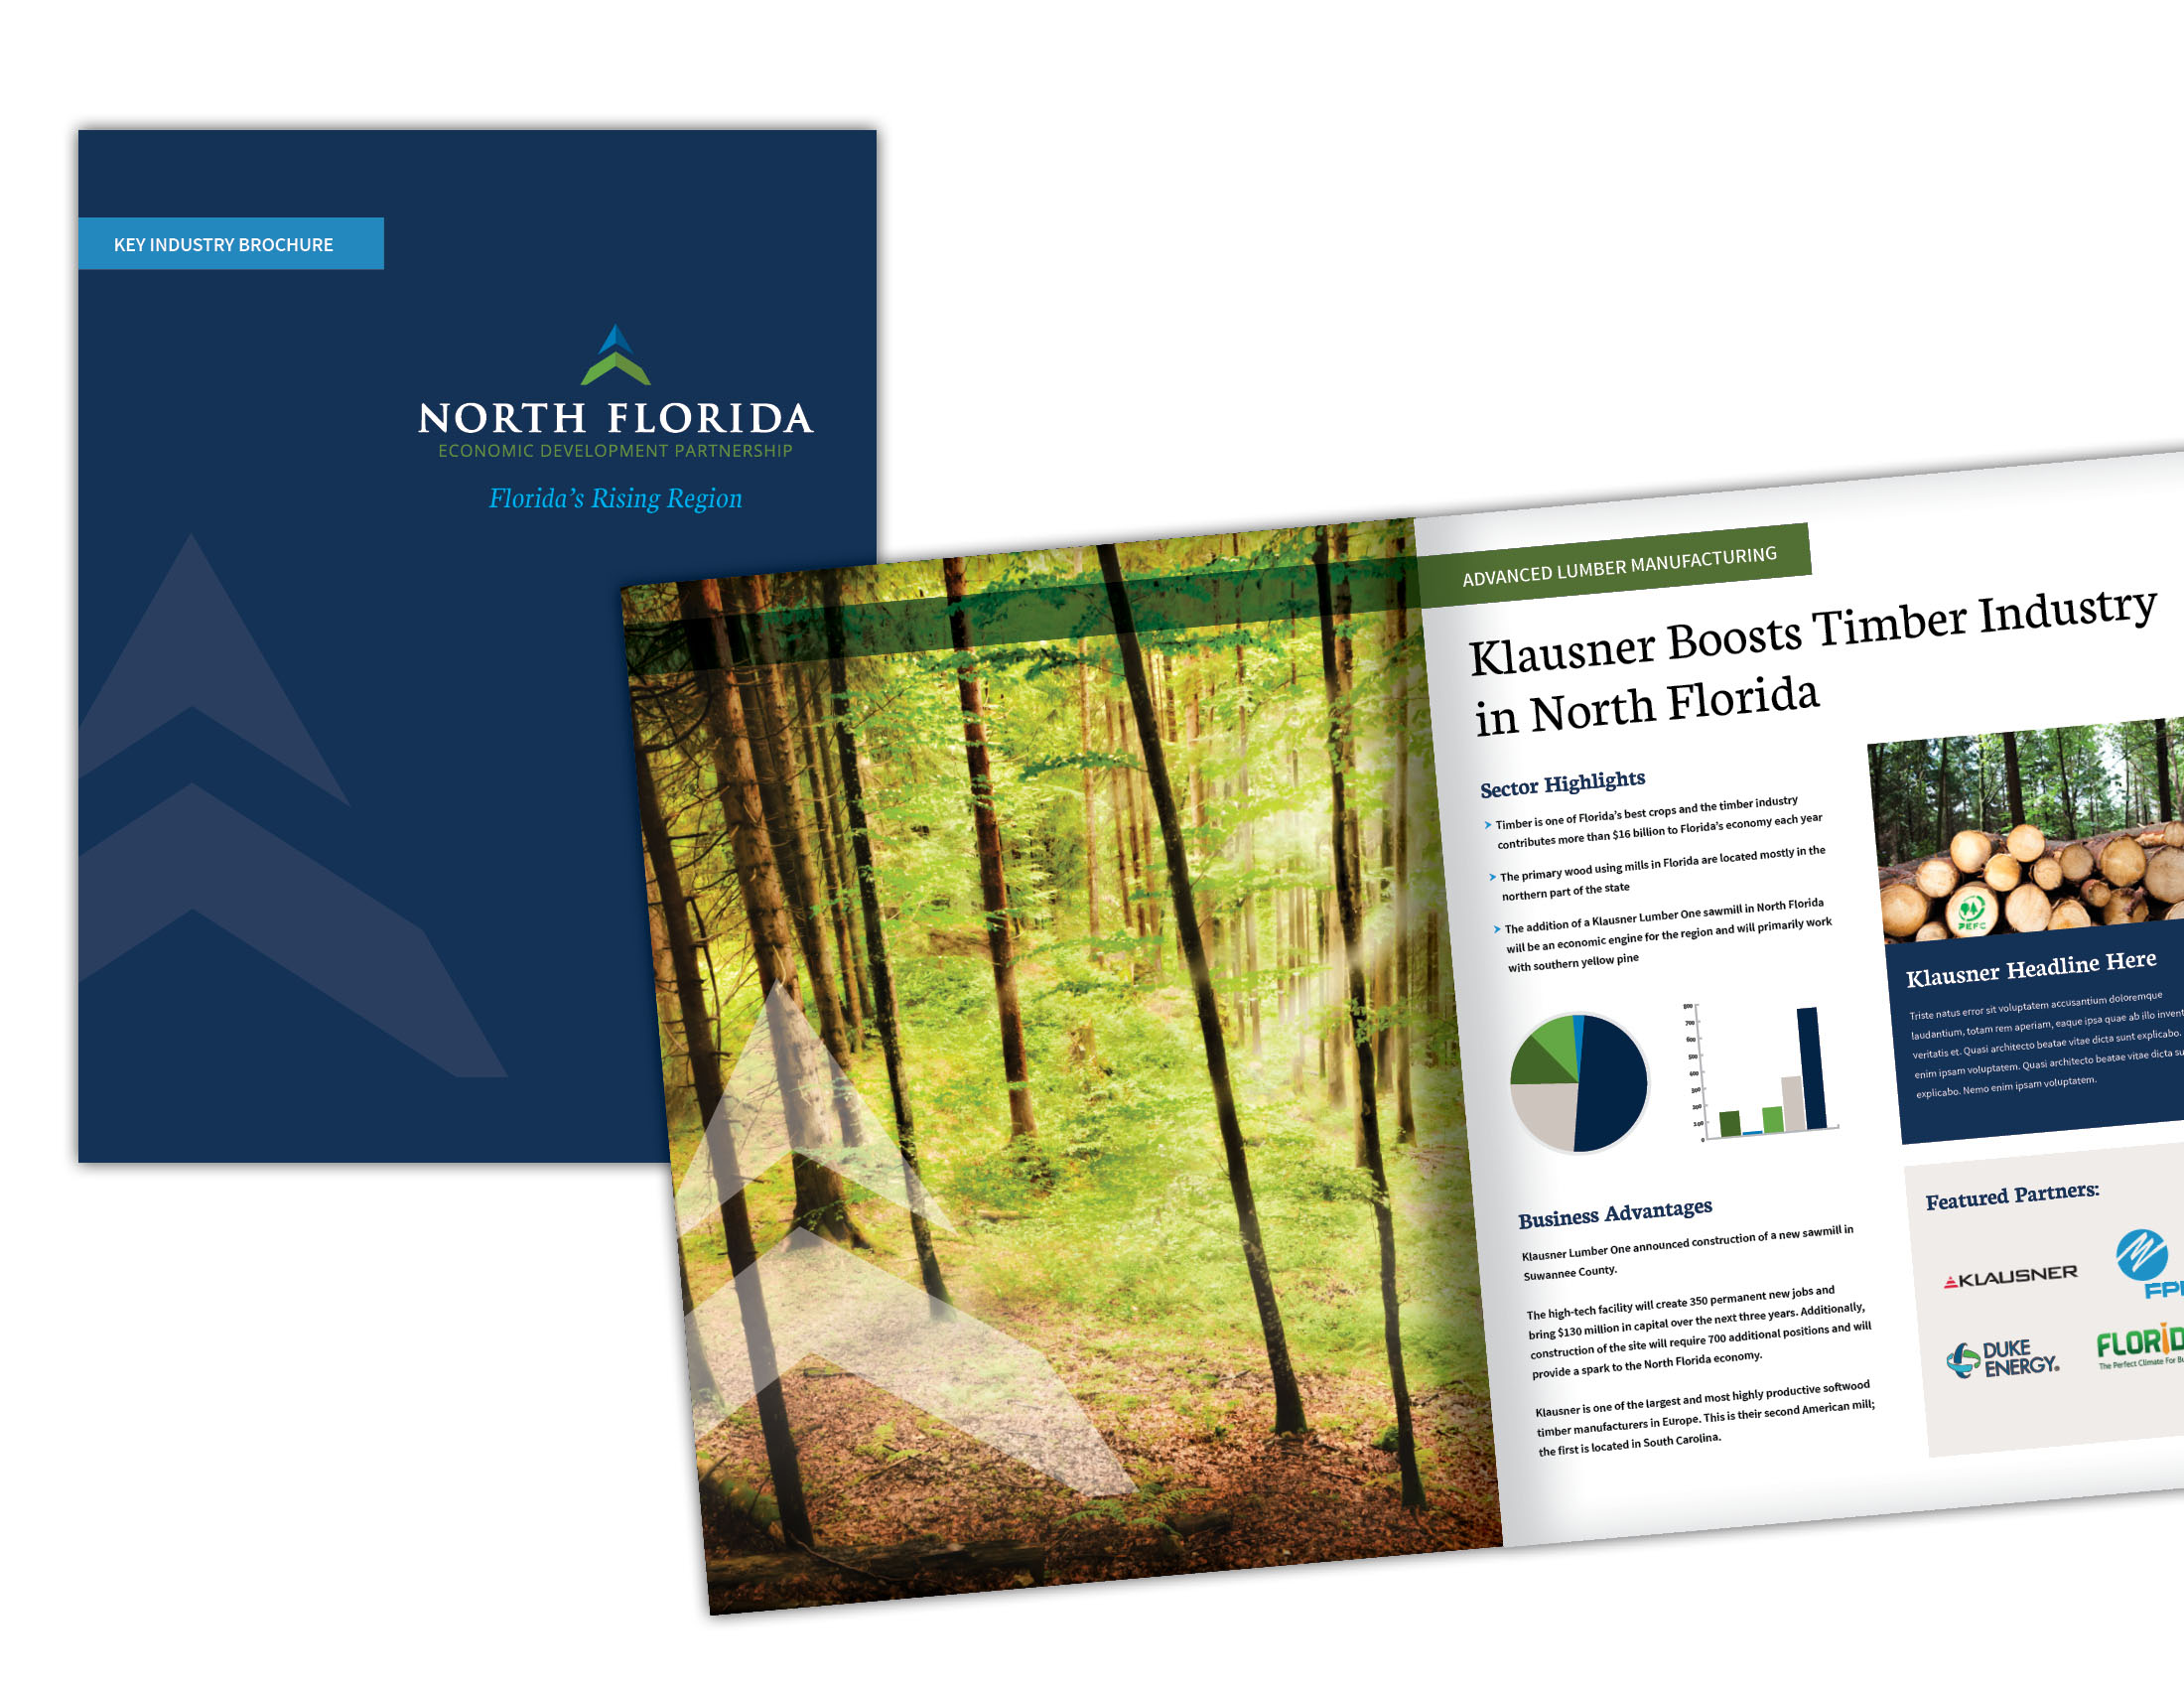 KEY INDUSTRY BROCHURE
NORTH FLORIDA
ECONOMIC DEVELOPMENT PARTNERSHIP
Florida's Rising Region
ADVANCED LUMBER MANUFACTURING
Klausner Boosts Timber Industry
in North Florida
Sector Highlights
Timber is one of Florida's best crops and the timber industry
contributes more than $16 billion to Florida's economy each year
The primary wood using mills in Florida are located mostly in the
northern part of the state
The addition of a Klausner Lumber One sawmill in North Florida
will be an economic engine for the region and will primarily work
with southern yellow pine
Business Advantages
Klausner Lumber One announced construction of a new sawmill in
Suwannee County.
The high-tech facility will create 350 permanent new jobs and
bring $130 million in capital over the next three years. Additionally,
construction of the site will require 700 additional positions and will
provide a spark to the North Florida economy.
Klausner is one of the largest and most highly productive softwood
timber manufacturers in Europe. This is their second American mill;
the first is located in South Carolina.
PEFC
Klausner Headline Here
Triste natus error sit voluptatem accusantium doloremque
laudantium, totam rem aperiam, eaque ipsa quae ab illo invent
veritatis et. Quasi architecto beatae vitae dicta sunt explicabo.
enim ipsam voluptatem. Quasi architecto beatae vitae dicta su
explicabo. Nemo enim ipsam voluptatem.
Featured Partners:
KLAUSNER
FPL
DUKE
ENERGY.
FLORID
The Perfect Climate For Bu